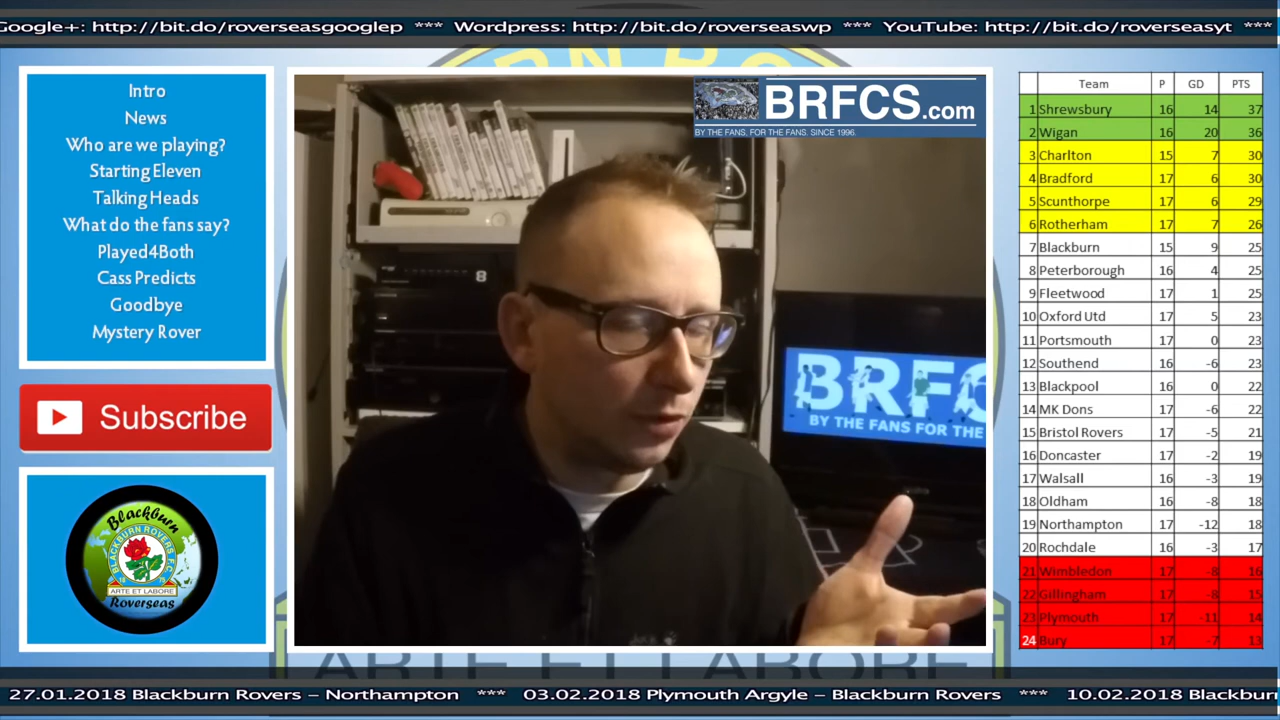 Google+: http://bit.do/roverseasgooglep *** Wordpress: http://bit.do/roverseaswp *** YouTube: http://bit.do/roverseasyt ***
Intro
News
Who are we playing?
Starting Eleven
Talking Heads
What do the fans say?
Played4Both
Cass Predicts
Goodbye
Mystery Rover
Subscribe
Blackburn
BLACKBURN ROVERS F.C.
18 75
ARTE ET LABORE
Roverseas
BRFCS.com
BY THE FANS. FOR THE FANS. SINCE 1996.
8
BRFC
BY THE FANS FOR THE
Team P GD PTS
1 Shrewsbury 16 14 37
2 Wigan 16 20 36
3 Charlton 15 7 30
4 Bradford 17 6 30
5 Scunthorpe 17 6 29
6 Rotherham 17 7 26
7 Blackburn 15 9 25
8 Peterborough 16 4 25
9 Fleetwood 17 1 25
10 Oxford Utd 17 5 23
11 Portsmouth 17 0 23
12 Southend 16 -6 23
13 Blackpool 16 0 22
14 MK Dons 17 -6 22
15 Bristol Rovers 17 -5 21
16 Doncaster 17 -2 19
17 Walsall 16 -3 19
18 Oldham 16 -8 18
19 Northampton 17 -12 18
20 Rochdale 16 -3 17
21 Wimbledon 17 -8 16
22 Gillingham 17 -8 15
23 Plymouth 17 -11 14
24 Bury 17 -7 13
ARTE ET LABORE
27.01.2018 Blackburn Rovers – Northampton *** 03.02.2018 Plymouth Argyle – Blackburn Rovers *** 10.02.2018 Blackbur